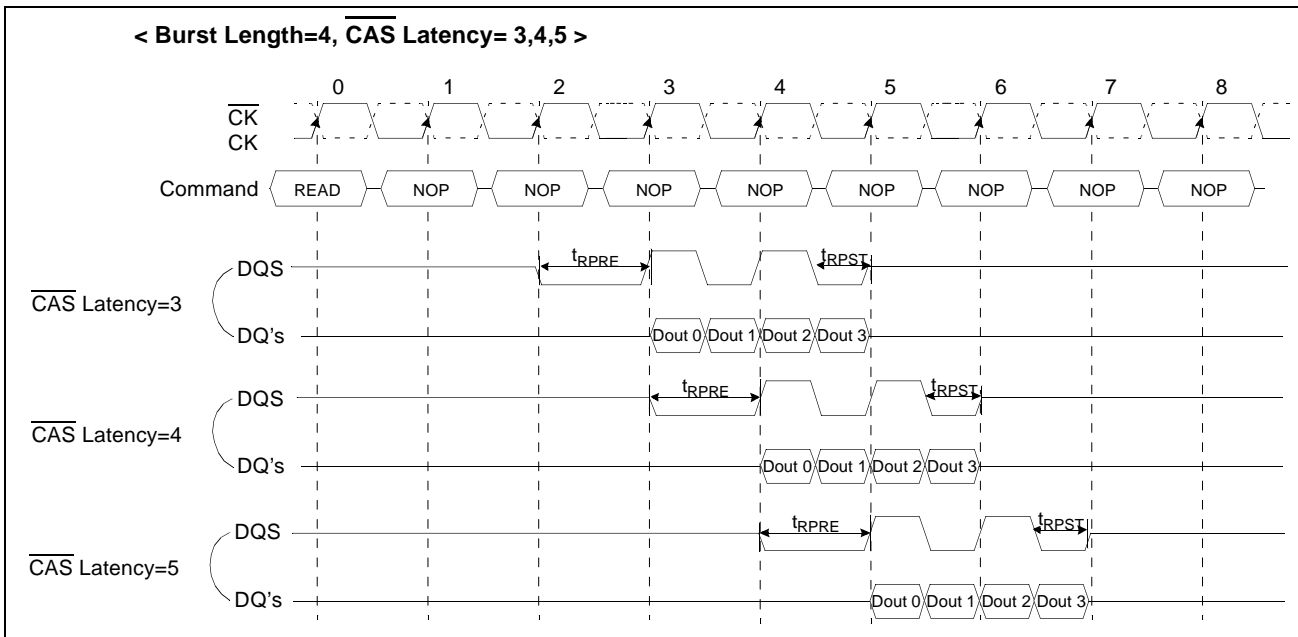 < Burst Length=4, CAS Latency= 3,4,5 >
0 1 2 3 4 5 6 7 8
CK
CK
Command READ NOP NOP NOP NOP NOP NOP NOP NOP
DQS tRPRE tRPST
CAS Latency=3
DQ's Dout 0 Dout 1 Dout 2 Dout 3
DQS tRPRE tRPST
CAS Latency=4
DQ's Dout 0 Dout 1 Dout 2 Dout 3
DQS tRPRE tRPST
CAS Latency=5
DQ's Dout 0 Dout 1 Dout 2 Dout 3